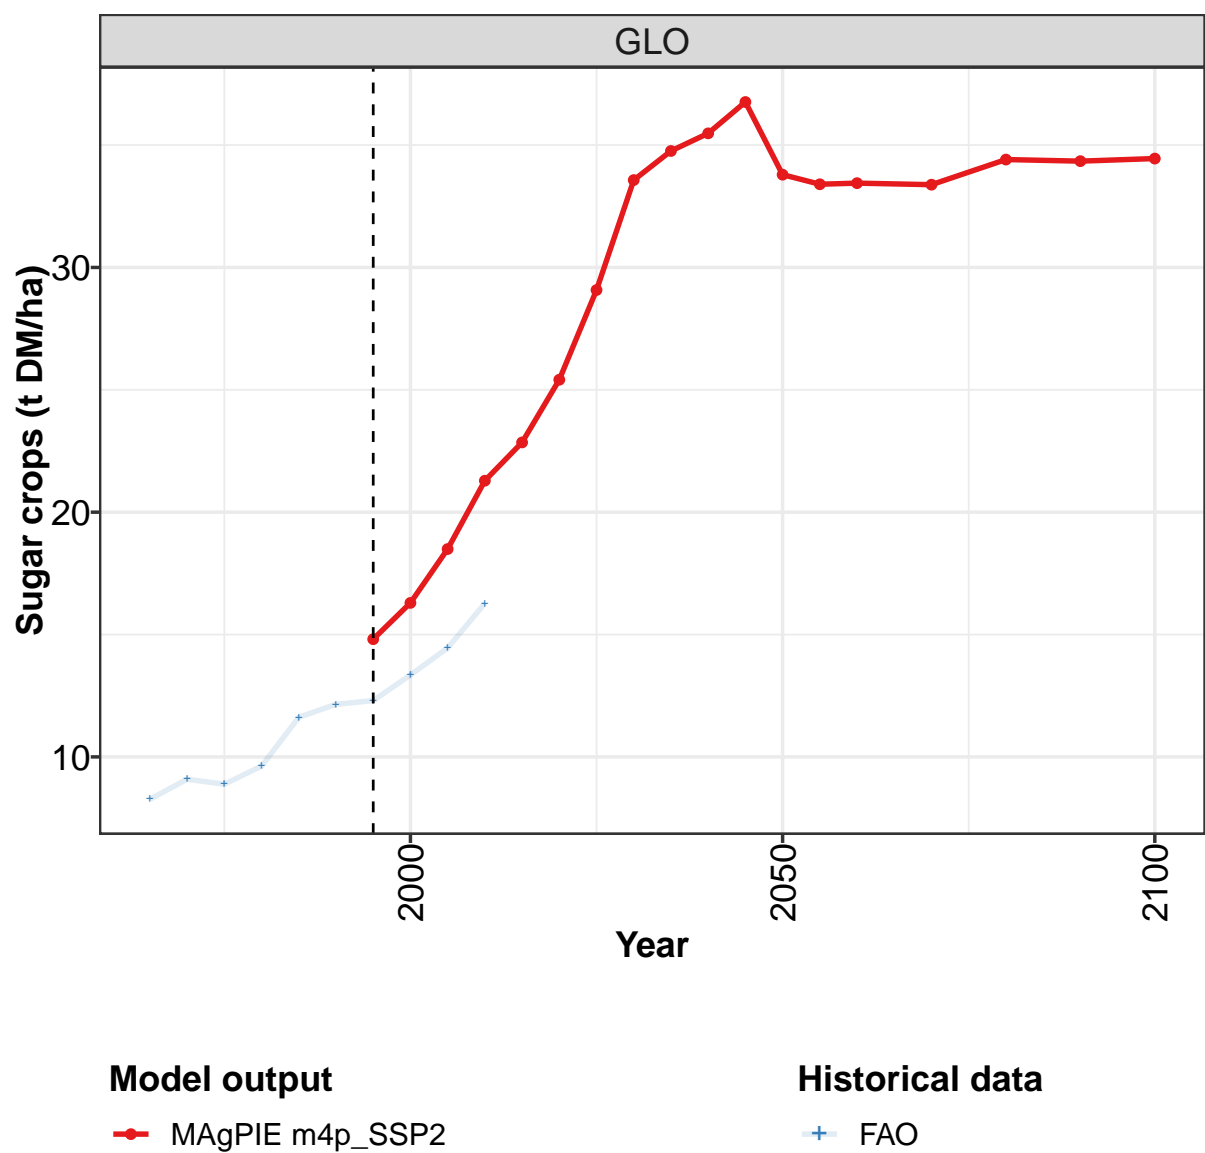 GLO
Sugar crops (t DM/ha)
30
20
10
2000
2050
2100
Year
Model output
Historical data
MAgPIE m4p_SSP2
FAO